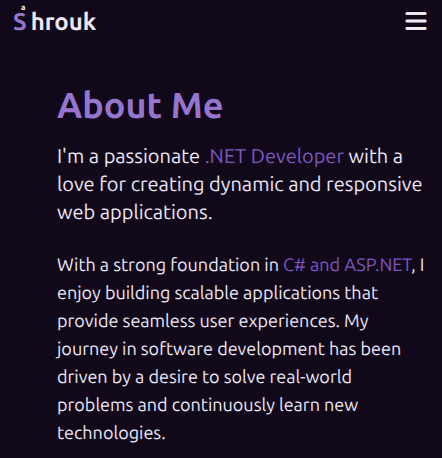 a
S hrouk
About Me
I'm a passionate .NET Developer with a
love for creating dynamic and responsive
web applications.
With a strong foundation in C# and ASP.NET, I
enjoy building scalable applications that
provide seamless user experiences. My
journey in software development has been
driven by a desire to solve real-world
problems and continuously learn new
technologies.